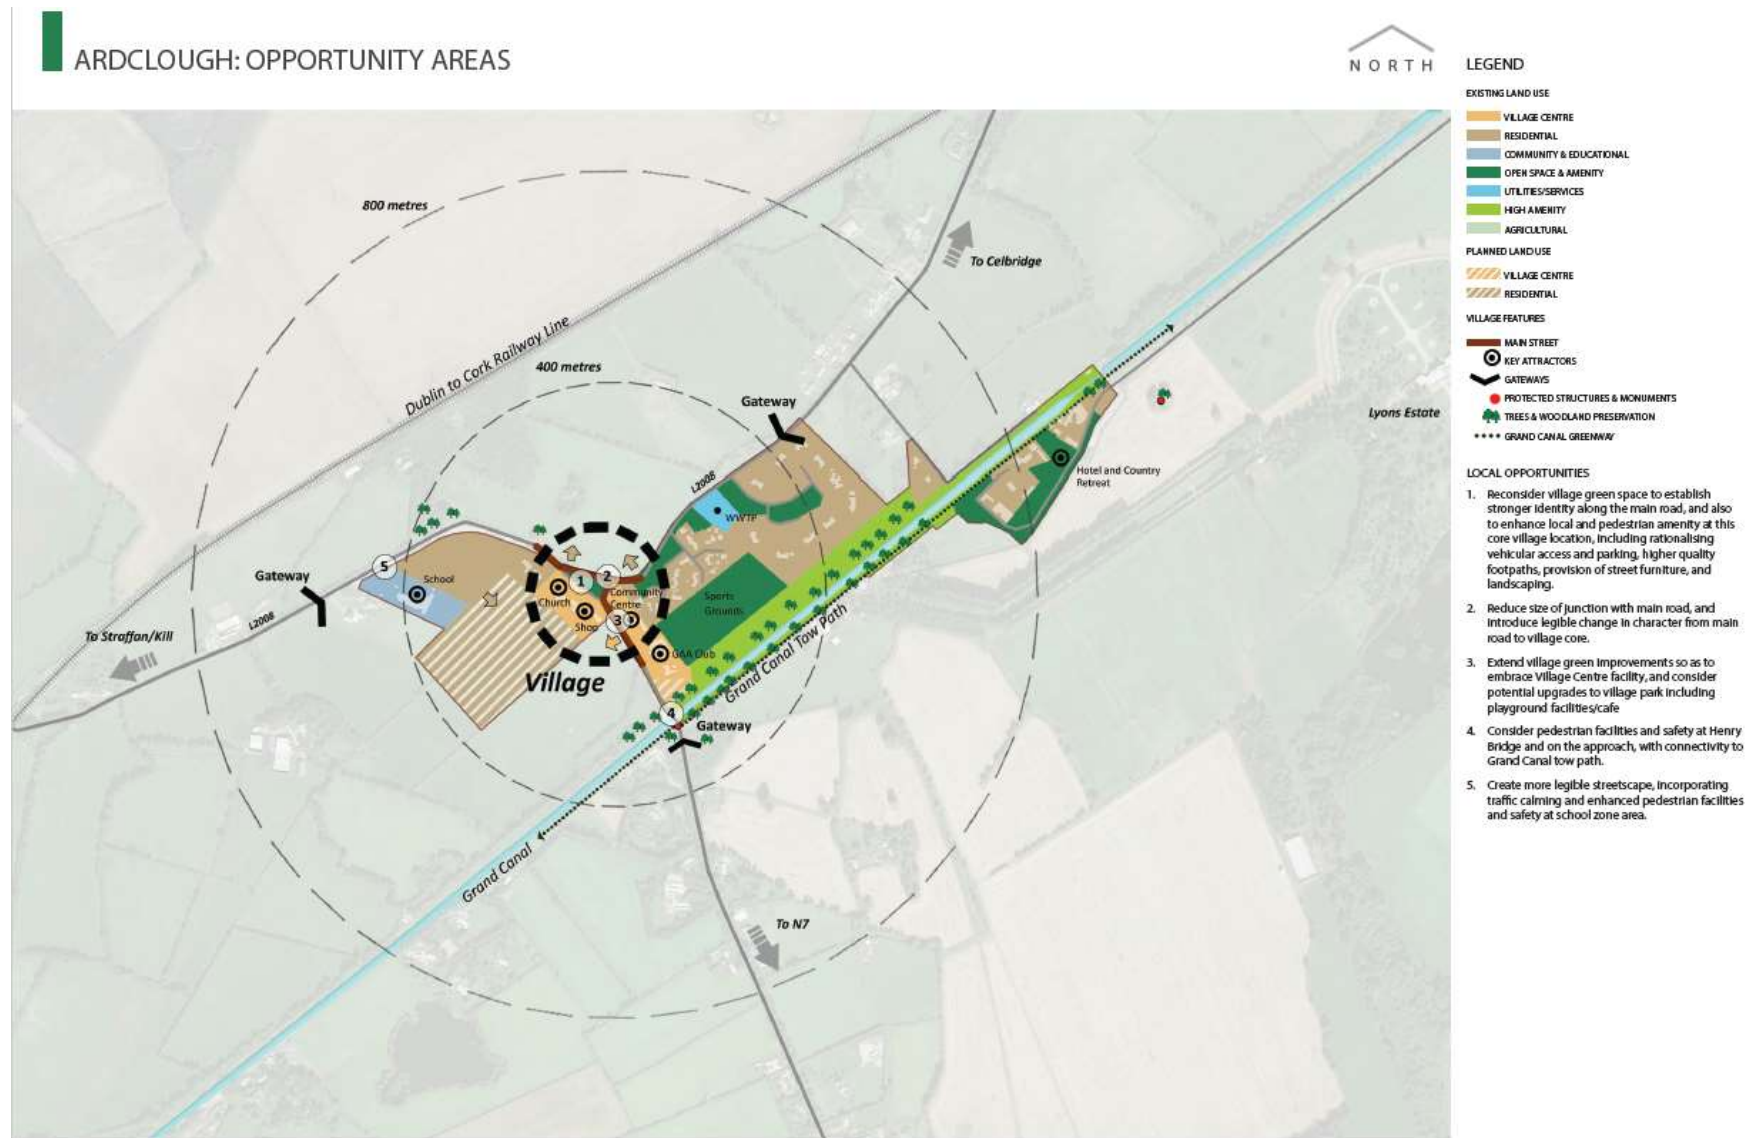 ARDCLOUGH: OPPORTUNITY AREAS
NORTH
800 metres
400 metres
Dublin to Cork Railway Line
To Celbridge
Gateway
L2008
WWTP
Lyons Estate
Hotel and Country
Retreat
Gateway
School
5
L2008
To Straffan/Kill
1
2
Church
Shop
Community
Centre
3
GAA Club
Sports
Grounds
Village
4
Gateway
Grand Canal Tow Path
Grand Canal
To N7
LEGEND
EXISTING LAND USE
VILLAGE CENTRE
RESIDENTIAL
COMMUNITY & EDUCATIONAL
OPEN SPACE & AMENITY
UTILITIES/SERVICES
HIGH AMENITY
AGRICULTURAL
PLANNED LAND USE
VILLAGE CENTRE
RESIDENTIAL
VILLAGE FEATURES
MAIN STREET
KEY ATTRACTORS
GATEWAYS
PROTECTED STRUCTURES & MONUMENTS
TREES & WOODLAND PRESERVATION
GRAND CANAL GREENWAY
LOCAL OPPORTUNITIES
1. Reconsider village green space to establish
stronger identity along the main road, and also
to enhance local and pedestrian amenity at this
core village location, including rationalising
vehicular access and parking, higher quality
footpaths, provision of street furniture, and
landscaping.
2. Reduce size of junction with main road, and
introduce legible change in character from main
road to village core.
3. Extend village green improvements so as to
embrace Village Centre facility, and consider
potential upgrades to village park including
playground facilities/cafe
4. Consider pedestrian facilities and safety at Henry
Bridge and on the approach, with connectivity to
Grand Canal tow path.
5. Create more legible streetscape, incorporating
traffic calming and enhanced pedestrian facilities
and safety at school zone area.